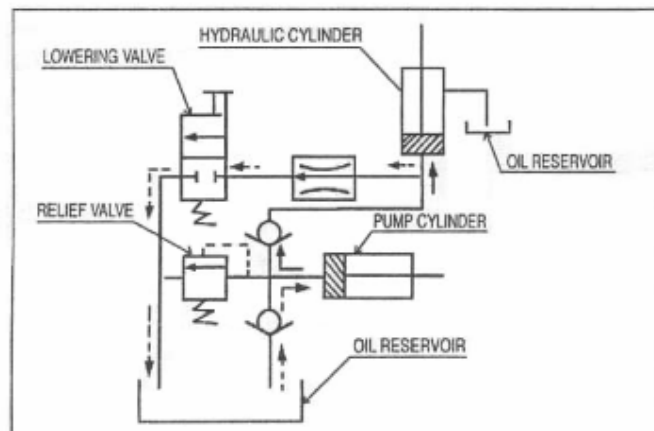 HYDRAULIC CYLINDER
LOWERING VALVE
OIL RESERVOIR
RELIEF VALVE
PUMP CYLINDER
OIL RESERVOIR